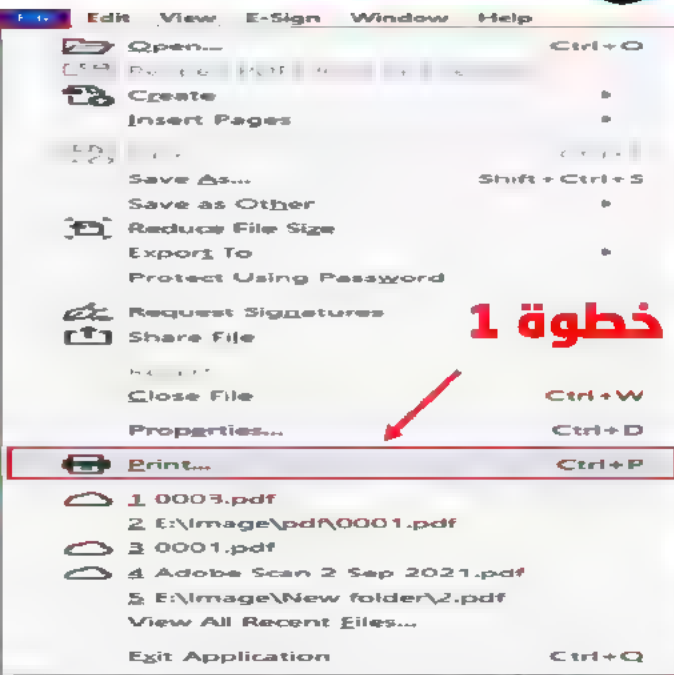 Edit View E-Sign Window Help
Open... Ctrl+O
Create
Insert Pages
Save As... Shift+Ctrl+S
Save as Other
Reduce File Size
Export To
Protect Using Password
Request Signatures
خطوة 1
Share File
Close File Ctrl+W
Properties... Ctrl+D
Print... Ctrl+P
1 0003.pdf
2 E:\Image\pdf\0001.pdf
3 0001.pdf
4 Adobe Scan 2 Sep 2021.pdf
5 E:\Image\New folder\2.pdf
View All Recent Files...
Exit Application Ctrl+Q